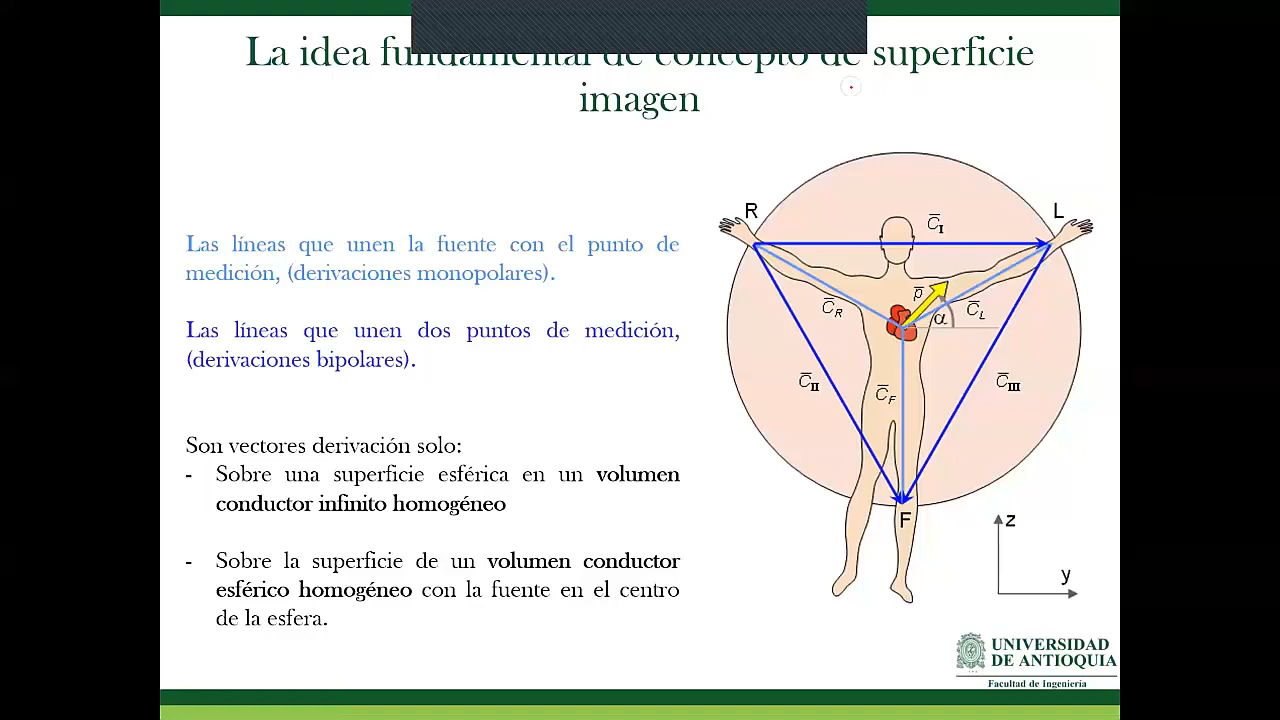 La idea fundamental de concepto de superficie
imagen
Las líneas que unen la fuente con el punto de
medición, (derivaciones monopolares).
Las líneas que unen dos puntos de medición,
(derivaciones bipolares).
Son vectores derivación solo:
- Sobre una superficie esférica en un volumen
conductor infinito homogéneo
- Sobre la superficie de un volumen conductor
esférico homogéneo con la fuente en el centro
de la esfera.
R
L
C̅I
p̅
C̅R
α
C̅L
C̅II
C̅F
C̅III
F
z
y
UNIVERSIDAD
DE ANTIOQUIA
Facultad de Ingeniería